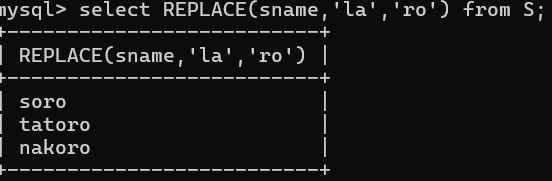 mysql> select REPLACE(sname,'la','ro') from S;
+--------------------------+
| REPLACE(sname,'la','ro') |
+--------------------------+
| soro                     |
| tatoro                   |
| nakoro                   |
+--------------------------+